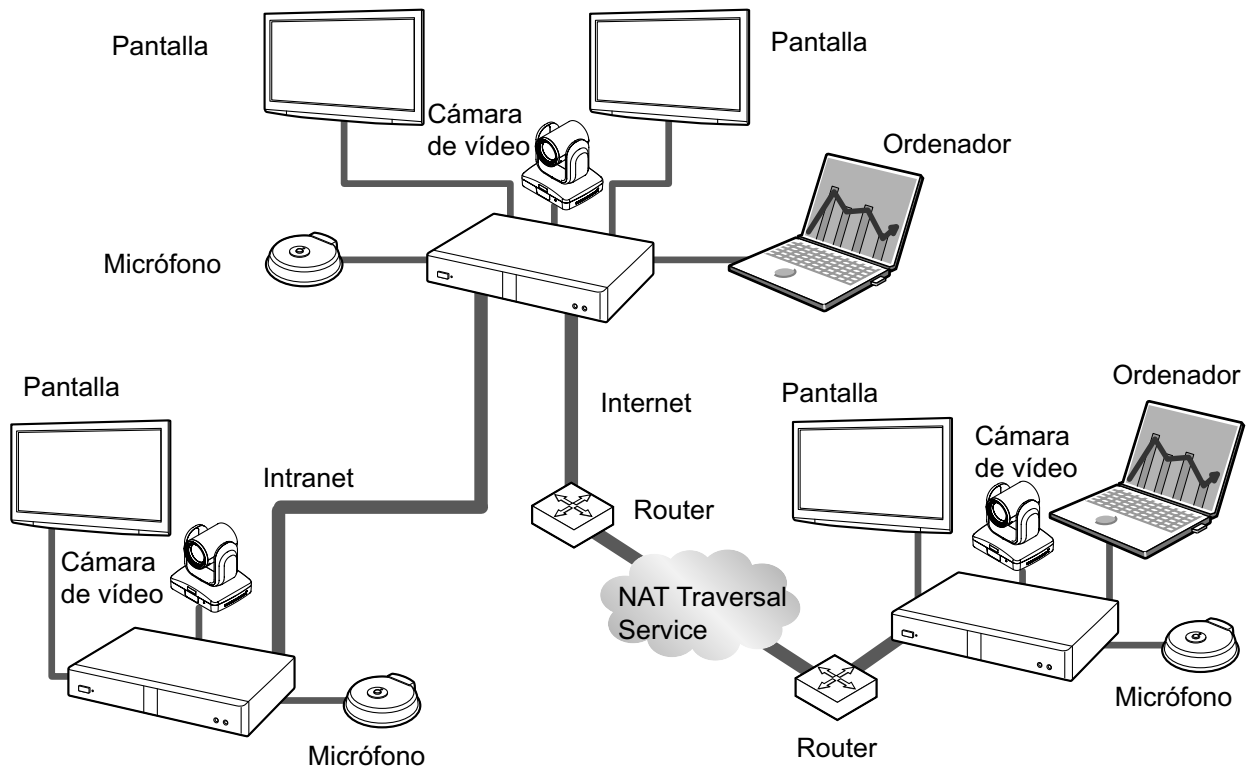 Pantalla
Pantalla
Cámara
de vídeo
Ordenador
Micrófono
Pantalla
Internet
Pantalla
Ordenador
Cámara
de vídeo
Intranet
Router
Cámara
de vídeo
NAT Traversal
Service
Micrófono
Micrófono
Router